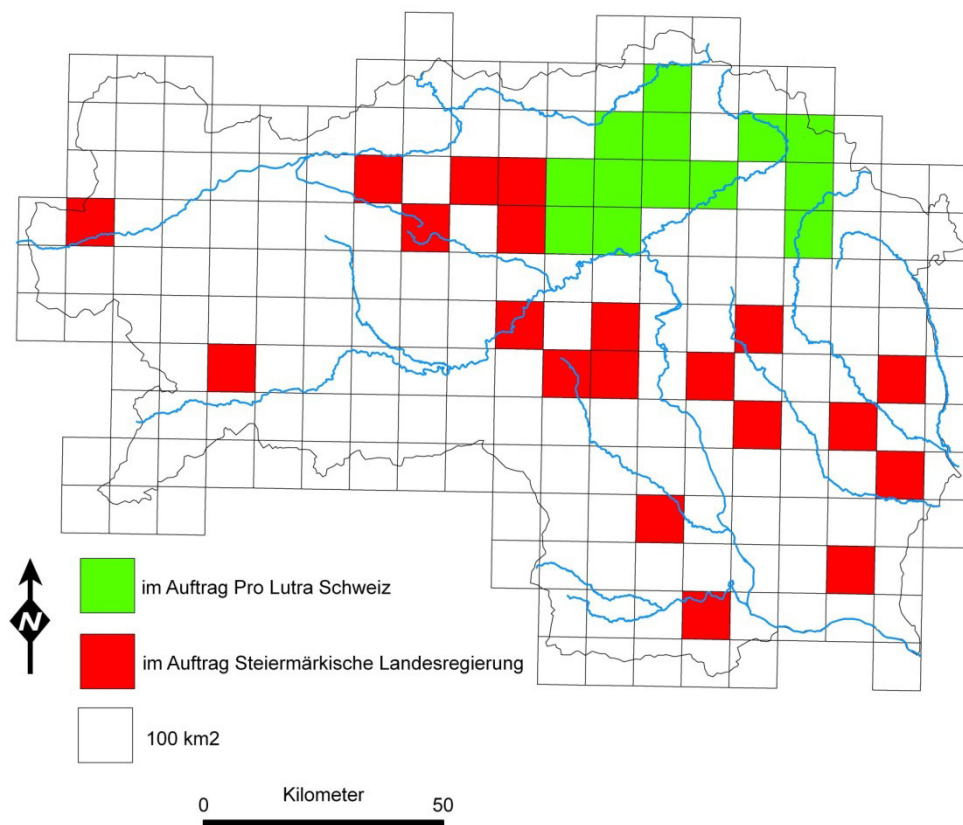 N
im Auftrag Pro Lutra Schweiz
im Auftrag Steiermärkische Landesregierung
100 km2
Kilometer
0 50